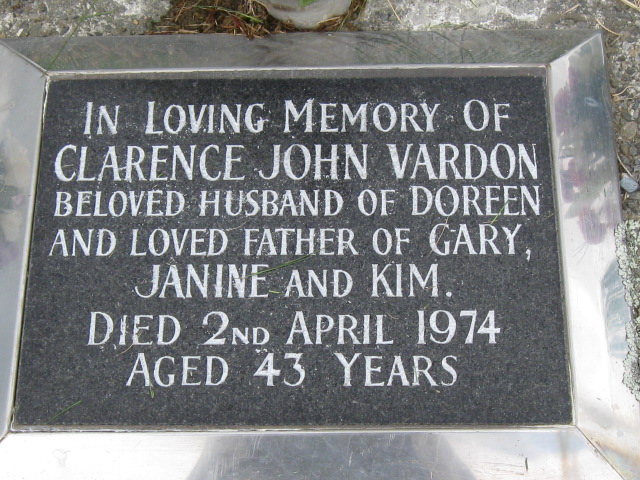 IN LOVING MEMORY OF
CLARENCE JOHN VARDON
BELOVED HUSBAND OF DOREEN
AND LOVED FATHER OF GARY,
JANINE AND KIM.
DIED 2ND APRIL 1974
AGED 43 YEARS